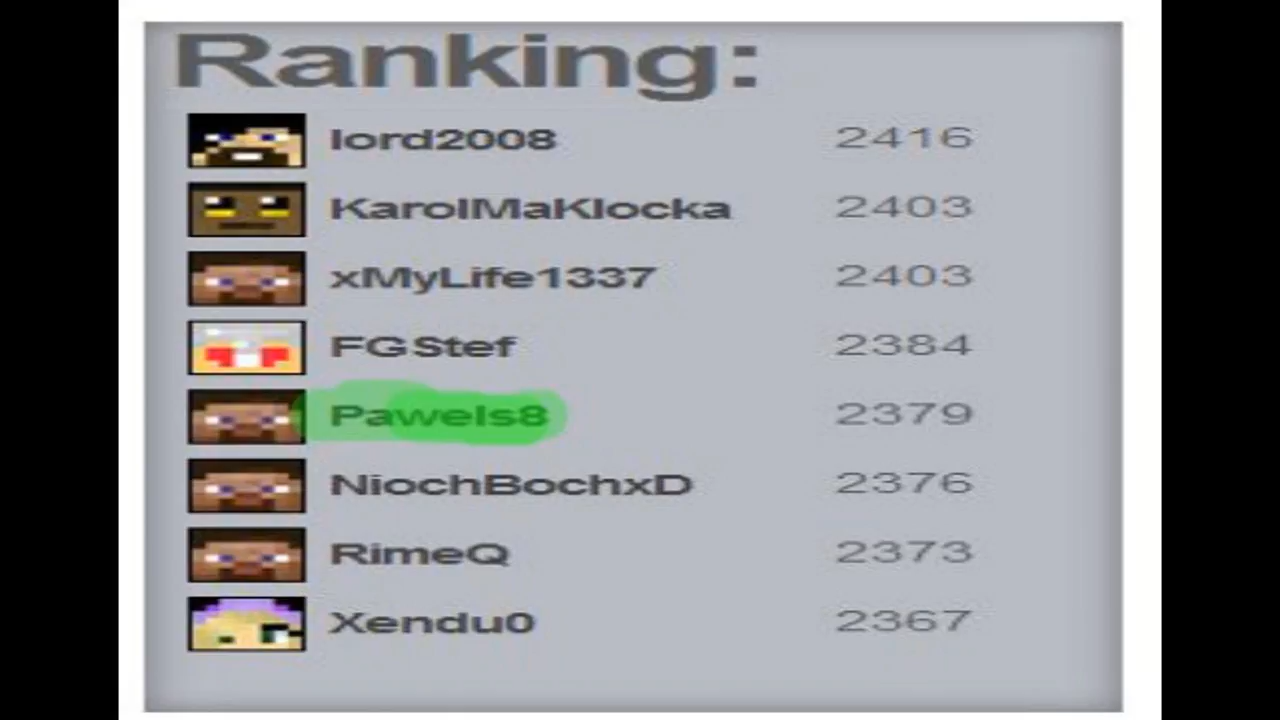 Ranking:
lord2008 2416
KarolMaKlocka 2403
xMyLife1337 2403
FGStef 2384
Pawels8 2379
NiochBochxD 2376
RimeQ 2373
Xendu0 2367